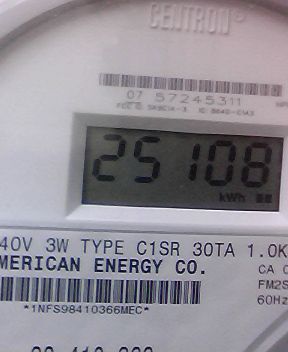 CENTRON®
07 57245311
25108
kWh
40V 3W TYPE C1SR 30TA 1.0K
CA 0
MERICAN ENERGY CO.
FM2S
60Hz
*1NFS98410366MEC*